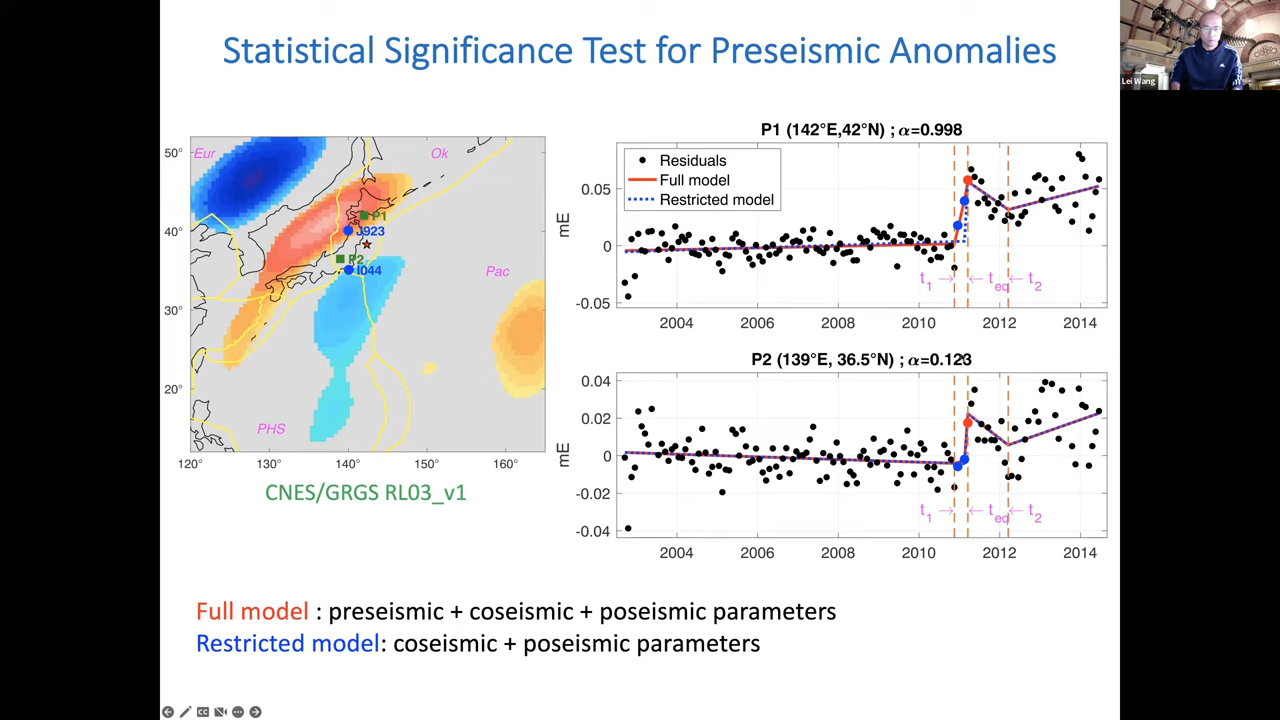 Statistical Significance Test for Preseismic Anomalies
Lei Wang
50°
40°
30°
20°
120°
130°
140°
150°
160°
Eur
Ok
P1
J923
P2
I044
Pac
PHS
CNES/GRGS RL03_v1
P1 (142°E,42°N) ; α=0.998
Residuals
Full model
Restricted model
mE
0.05
0
-0.05
t1 → ← teq ← t2
2004 2006 2008 2010 2012 2014
P2 (139°E, 36.5°N) ; α=0.123
mE
0.04
0.02
0
-0.02
-0.04
t1 → ← teq ← t2
2004 2006 2008 2010 2012 2014
Full model : preseismic + coseismic + poseismic parameters
Restricted model: coseismic + poseismic parameters
CC